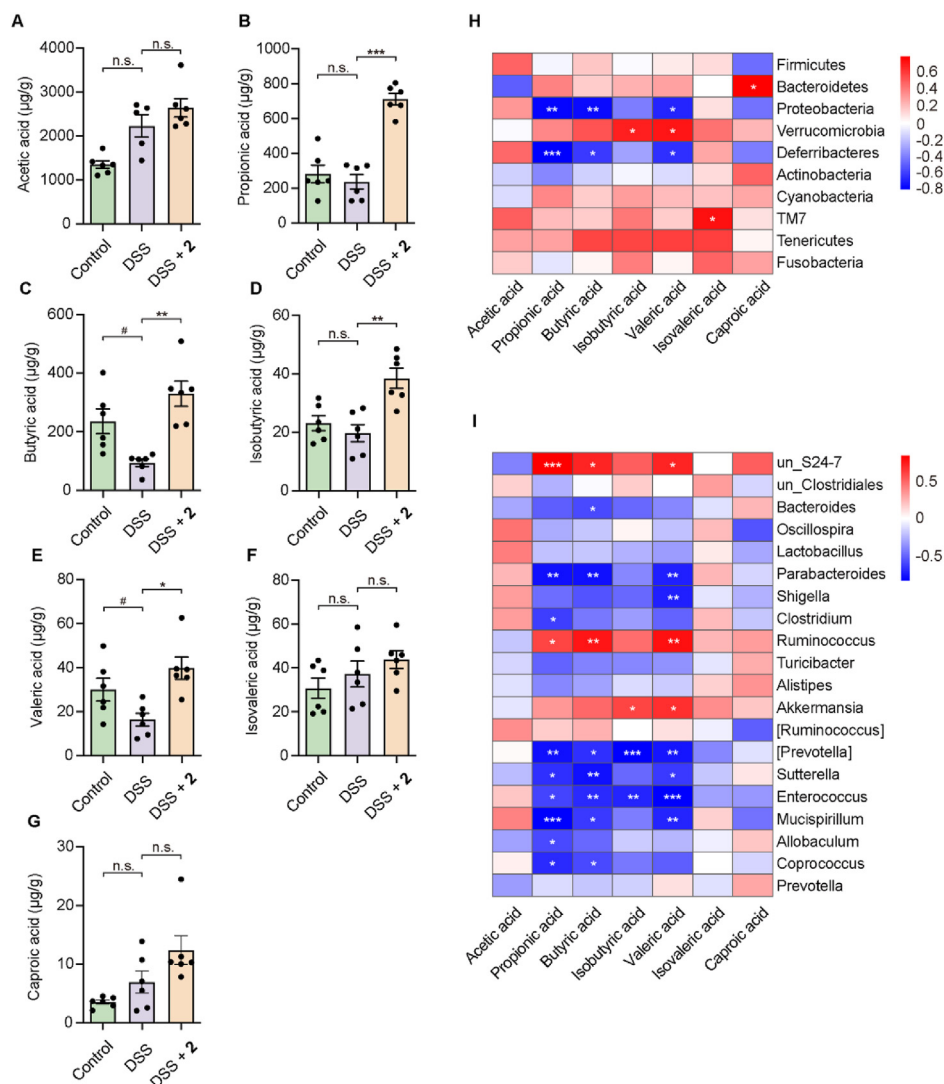 A
Acetic acid (µg/g)
4000
3000
2000
1000
0
n.s.
n.s.
Control
DSS
DSS + 2
B
Propionic acid (µg/g)
1000
800
600
400
200
0
n.s.
***
Control
DSS
DSS + 2
C
Butyric acid (µg/g)
600
400
200
0
#
**
Control
DSS
DSS + 2
D
Isobutyric acid (µg/g)
60
40
20
0
n.s.
**
Control
DSS
DSS + 2
E
Valeric acid (µg/g)
80
60
40
20
0
#
*
Control
DSS
DSS + 2
F
Isovaleric acid (µg/g)
80
60
40
20
0
n.s.
n.s.
Control
DSS
DSS + 2
G
Caproic acid (µg/g)
30
20
10
0
n.s.
n.s.
Control
DSS
DSS + 2
H
Firmicutes
Bacteroidetes
*
Proteobacteria
** ** *
Verrucomicrobia
* *
Deferribacteres
*** * *
Actinobacteria
Cyanobacteria
TM7
*
Tenericutes
Fusobacteria
Acetic acid
Propionic acid
Butyric acid
Isobutyric acid
Valeric acid
Isovaleric acid
Caproic acid
0.6
0.4
0.2
0
-0.2
-0.4
-0.6
-0.8
I
un_S24-7
*** * *
un_Clostridiales
Bacteroides
*
Oscillospira
Lactobacillus
Parabacteroides
** ** **
Shigella
**
Clostridium
*
Ruminococcus
* ** **
Turicibacter
Alistipes
Akkermansia
* *
[Ruminococcus]
[Prevotella]
** * *** **
Sutterella
* ** *
Enterococcus
* ** ** ***
Mucispirillum
*** * **
Allobaculum
*
Coprococcus
* *
Prevotella
Acetic acid
Propionic acid
Butyric acid
Isobutyric acid
Valeric acid
Isovaleric acid
Caproic acid
0.5
0
-0.5